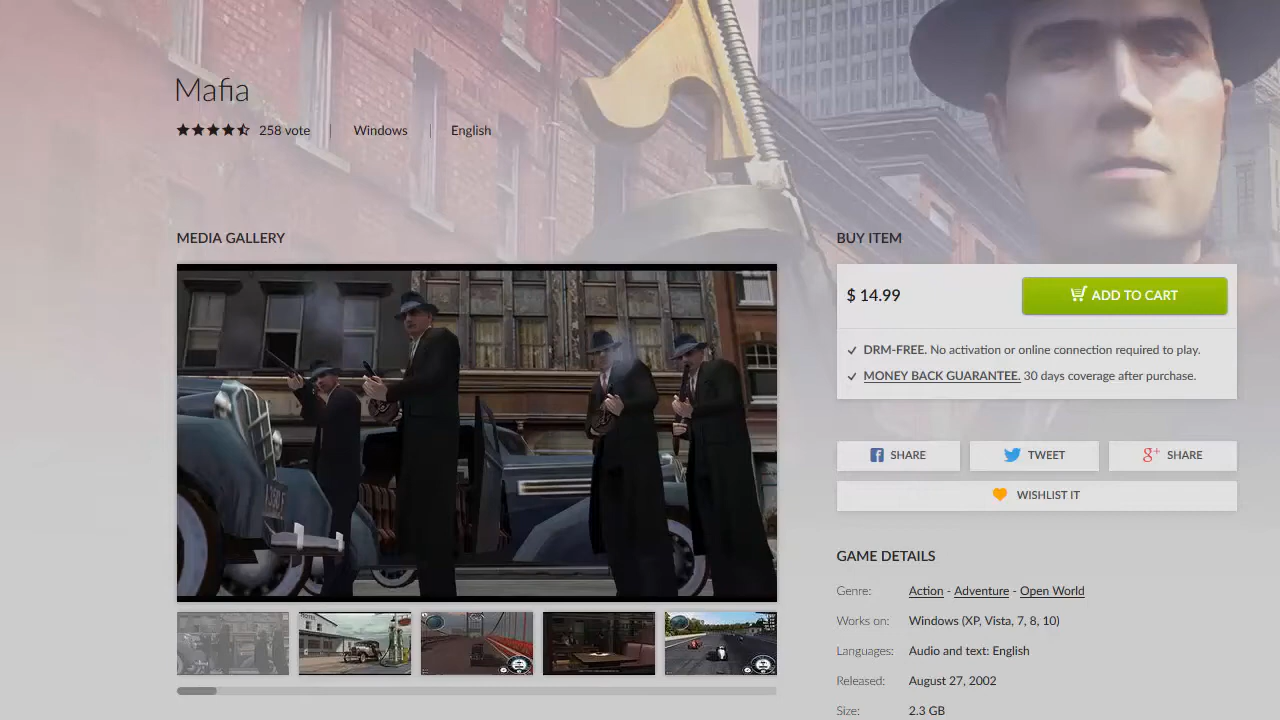 Mafia
258 vote
Windows
English
MEDIA GALLERY
BUY ITEM
$ 14.99
ADD TO CART
DRM-FREE. No activation or online connection required to play.
MONEY BACK GUARANTEE. 30 days coverage after purchase.
SHARE
TWEET
g+ SHARE
WISHLIST IT
GAME DETAILS
Genre: Action - Adventure - Open World
Works on: Windows (XP, Vista, 7, 8, 10)
Languages: Audio and text: English
Released: August 27, 2002
Size: 2.3 GB